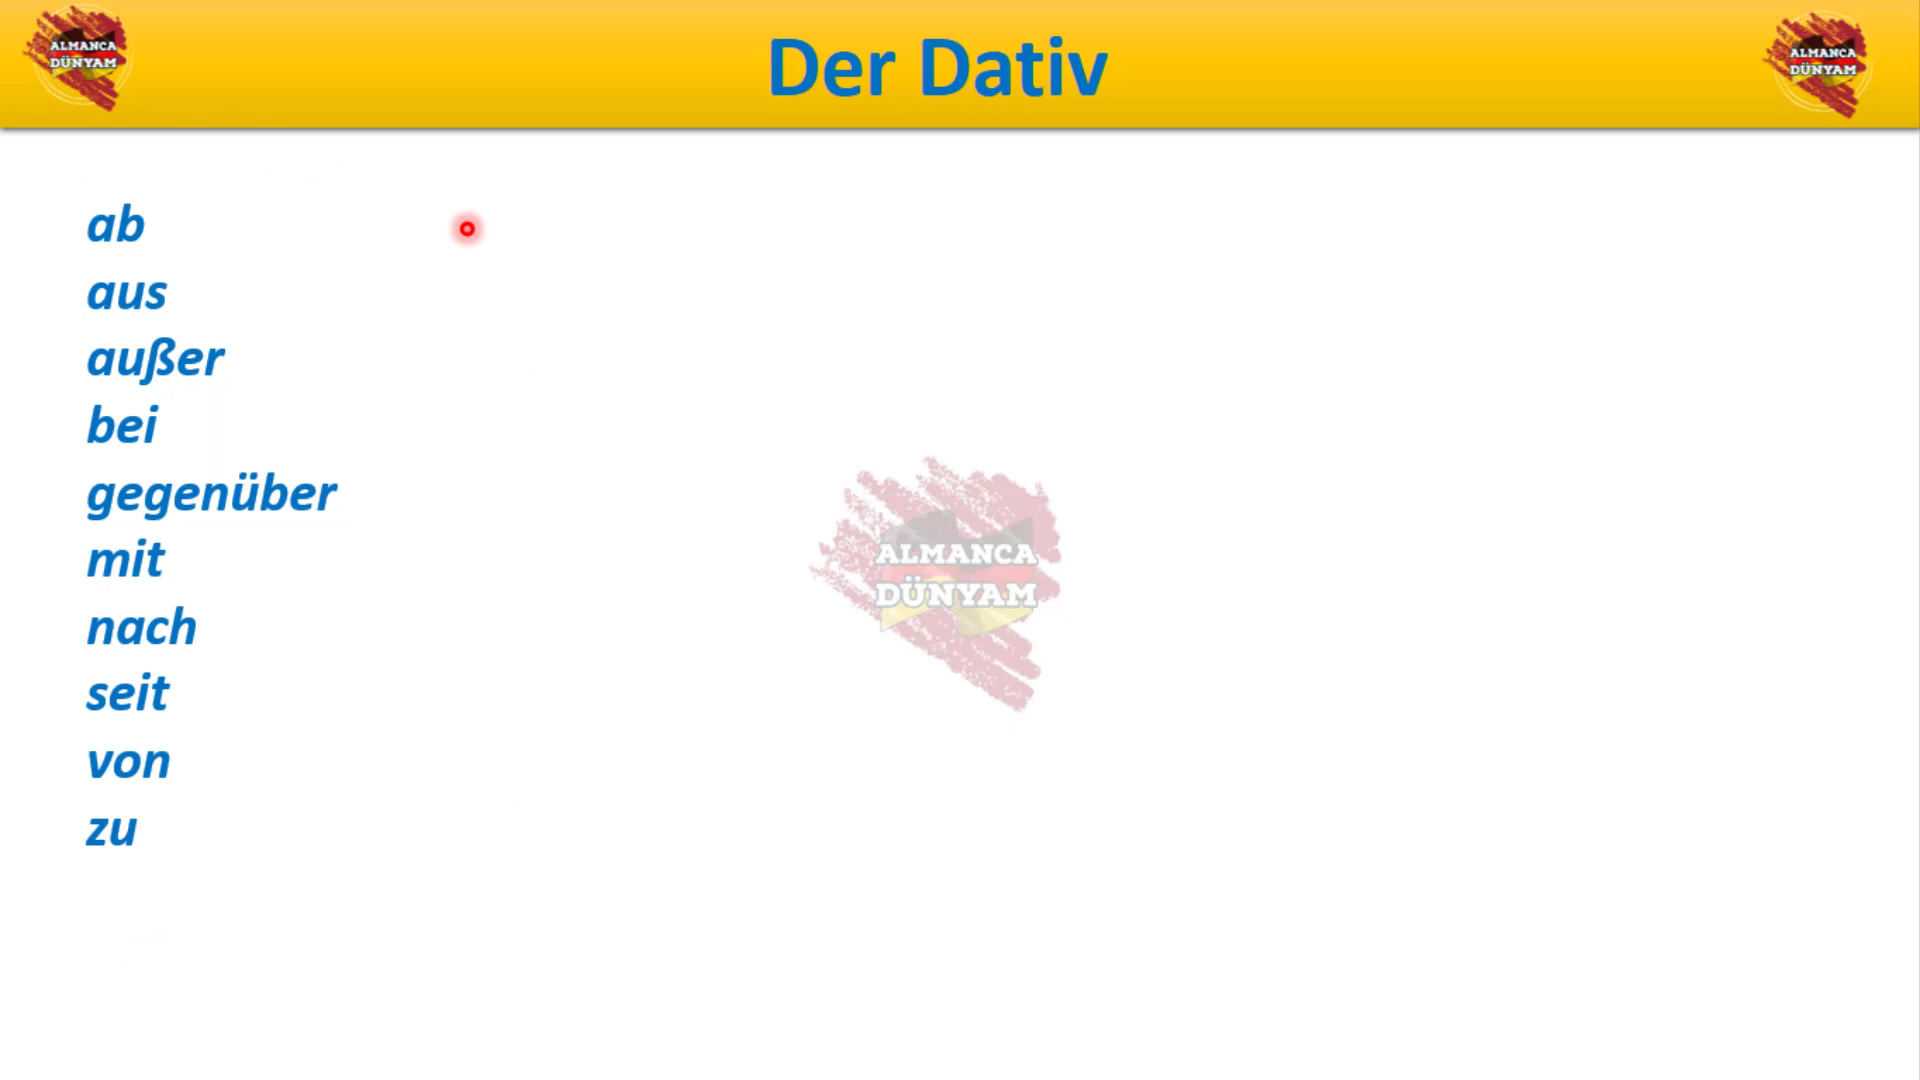 ALMANCA
DÜNYAM
Der Dativ
ALMANCA
DÜNYAM
ab
aus
außer
bei
gegenüber
mit
nach
seit
von
zu
ALMANCA
DÜNYAM